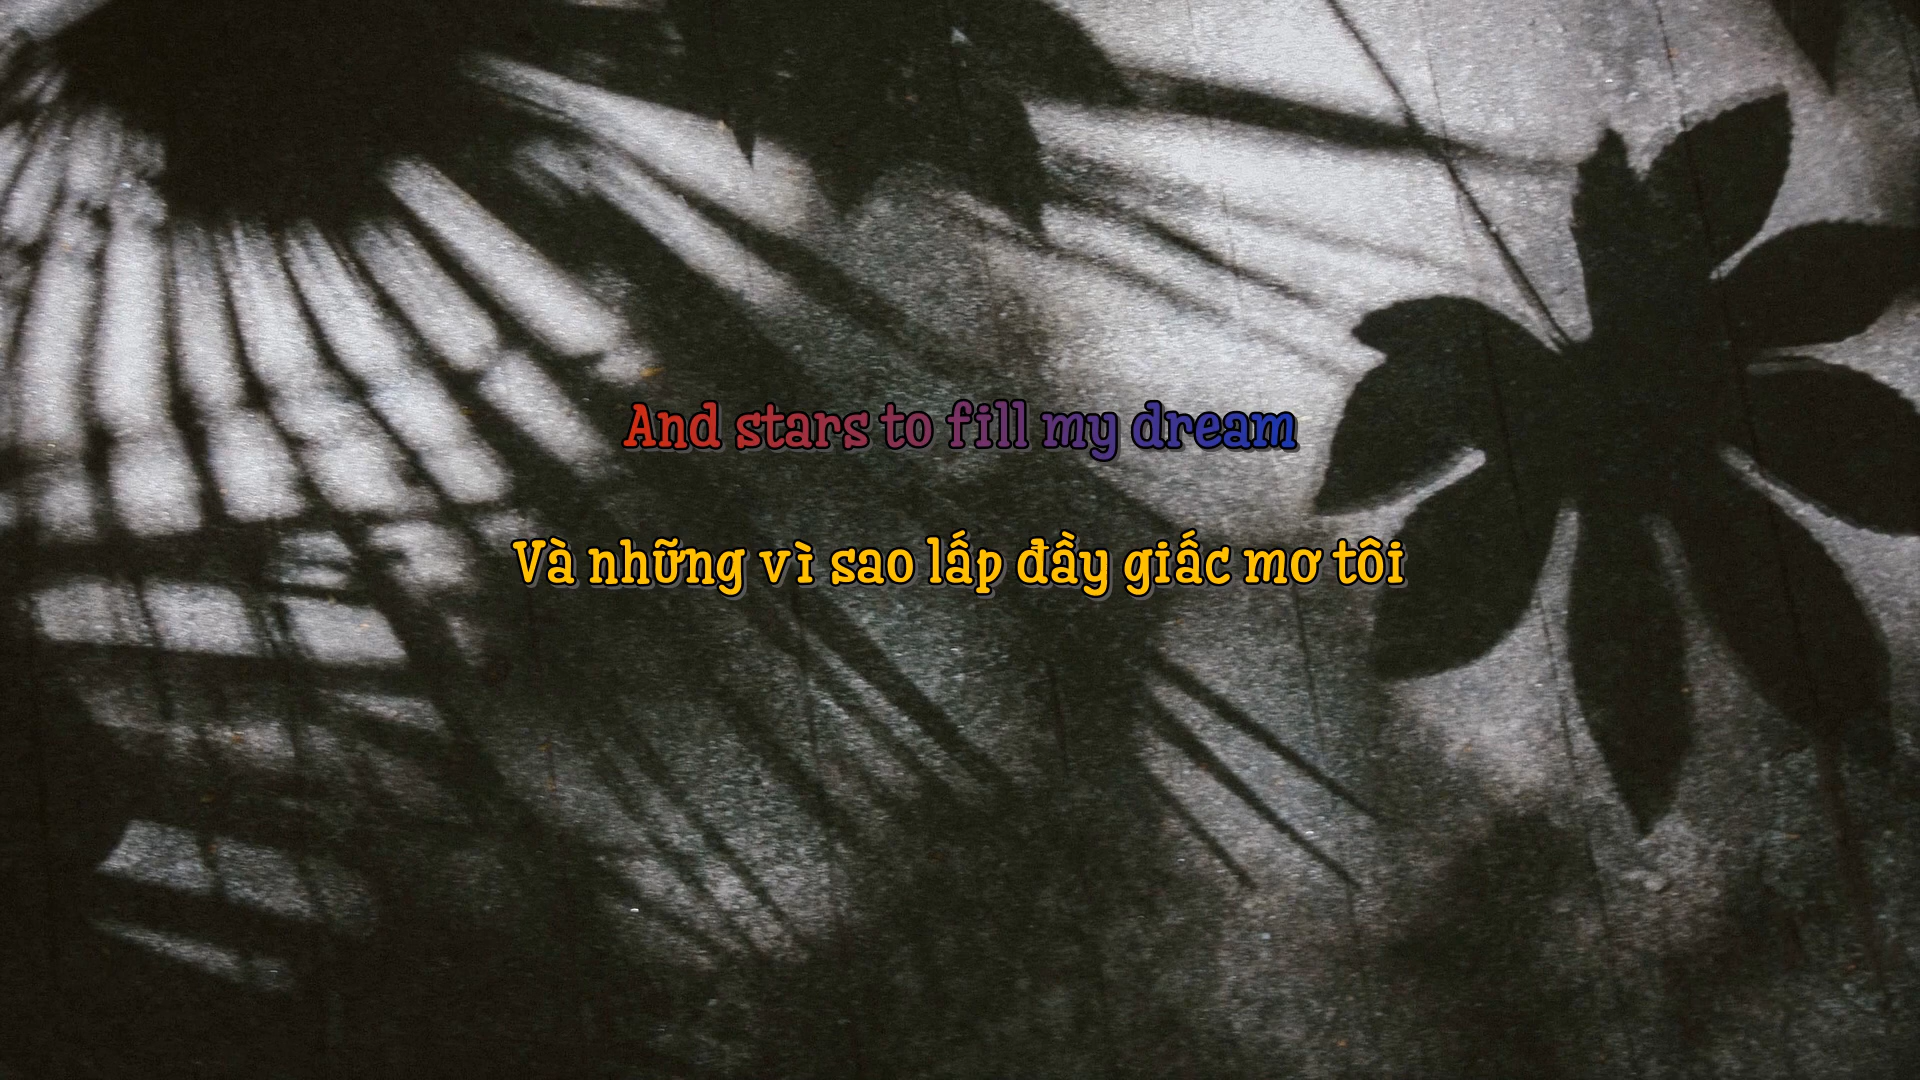 And stars to fill my dream
Và những vì sao lấp đầy giấc mơ tôi